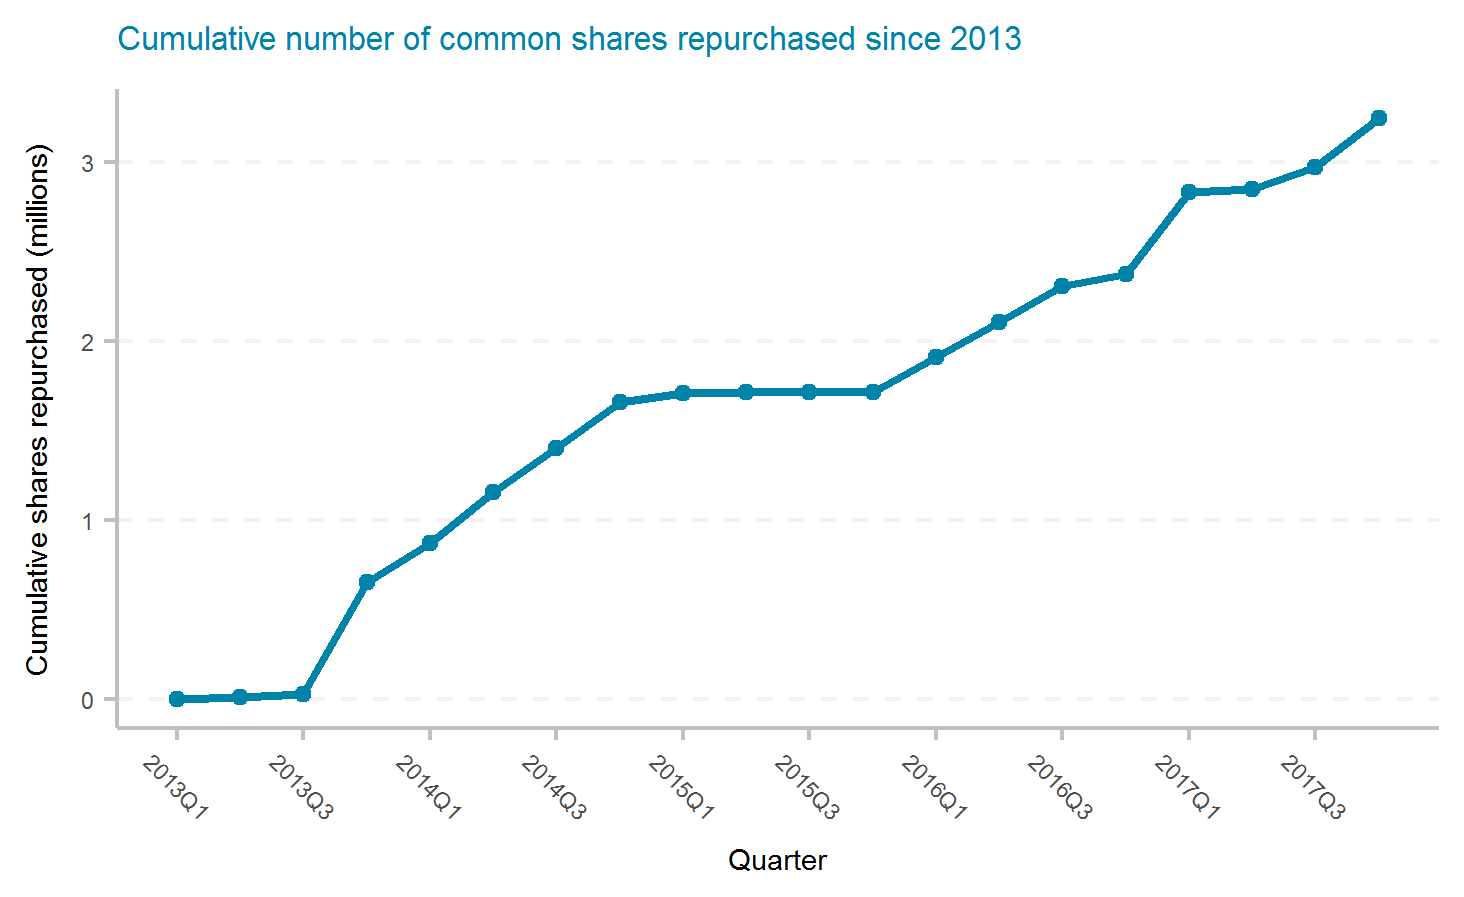 Cumulative number of common shares repurchased since 2013
Cumulative shares repurchased (millions)
3
2
1
0
2013Q1
2013Q3
2014Q1
2014Q3
2015Q1
2015Q3
2016Q1
2016Q3
2017Q1
2017Q3
Quarter